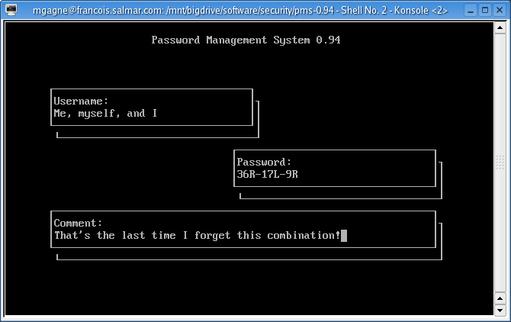 mgagne@francois.salmar.com: /mnt/bigdrive/software/security/pms-0.94 - Shell No. 2 - Konsole <2>
Password Management System 0.94
Username:
Me, myself, and I
Password:
36R-17L-9R
Comment:
That's the last time I forget this combination!